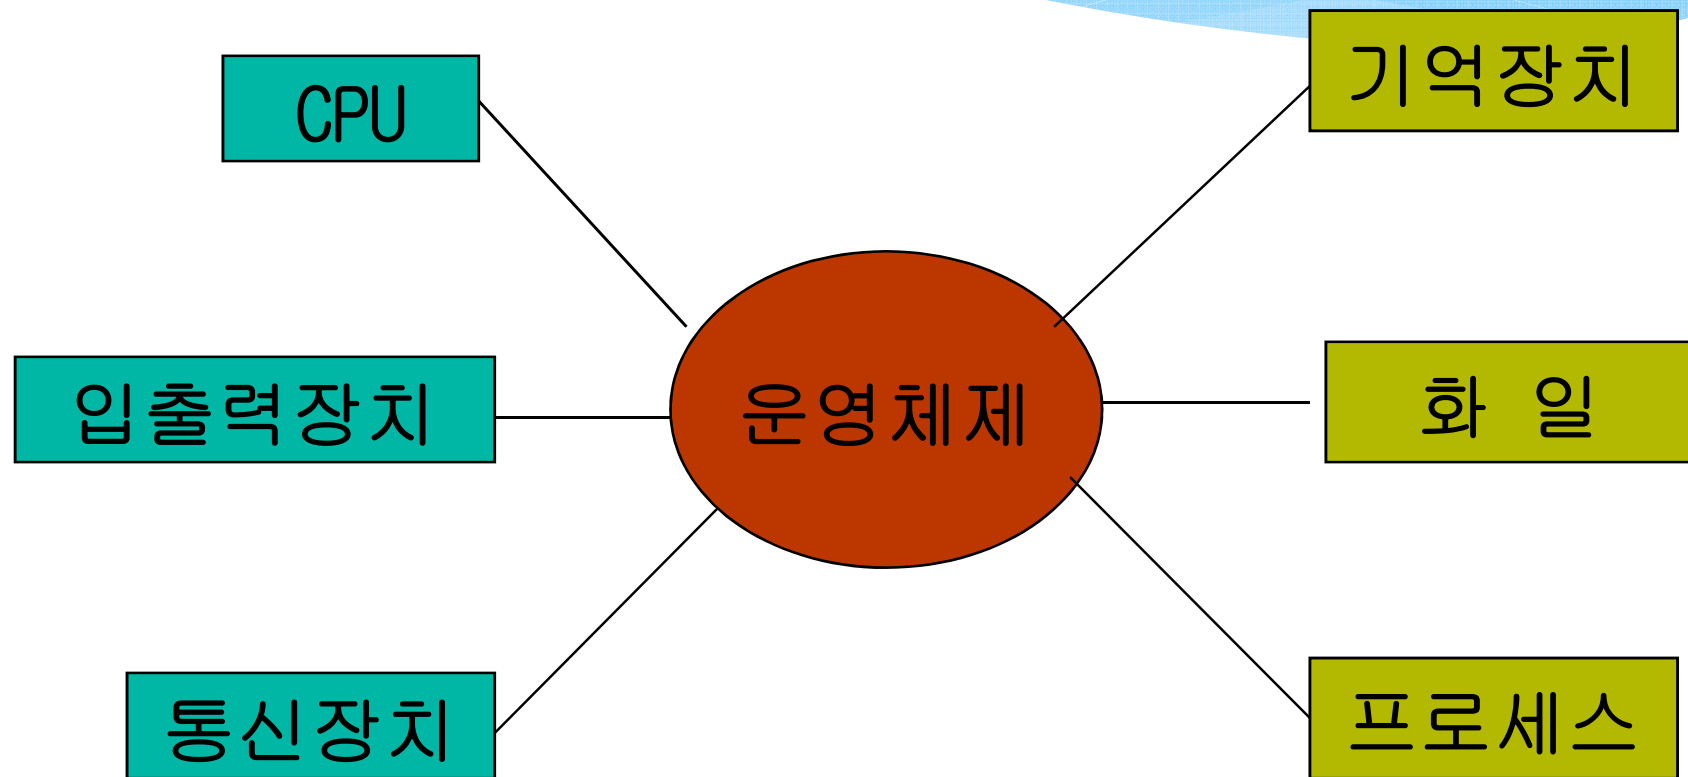 CPU
기억장치
입출력장치
운영체제
화 일
통신장치
프로세스